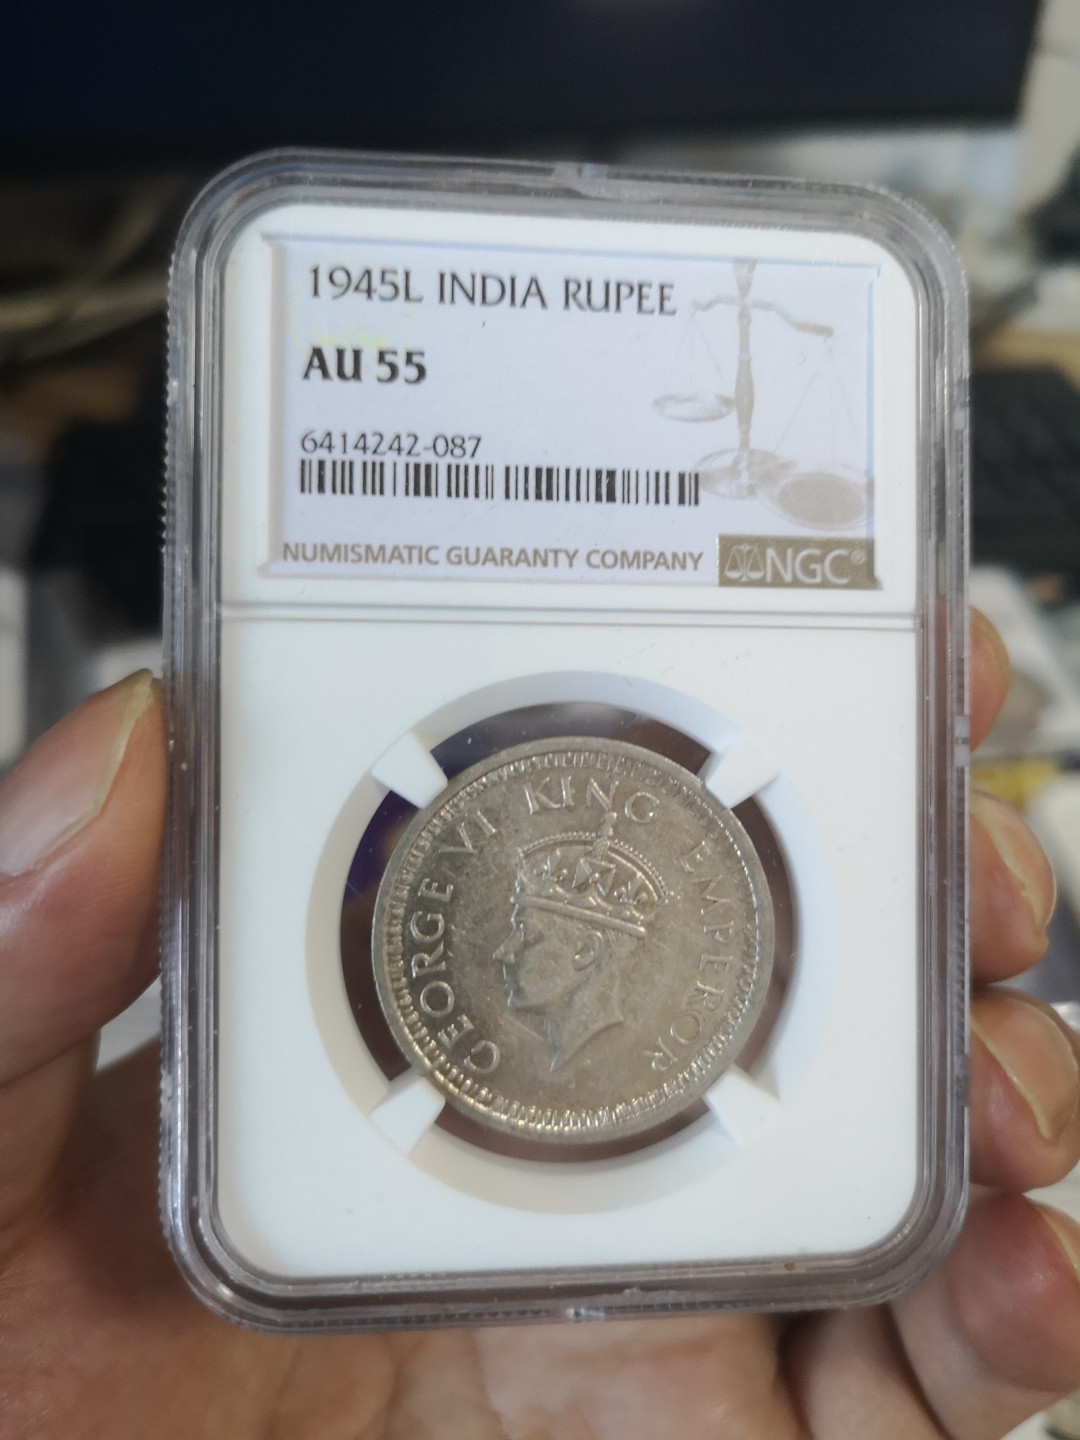 1945L INDIA RUPEE
AU 55
6414242-087
NUMISMATIC GUARANTY COMPANY
NGC®
GEORGE VI KING EMPEROR